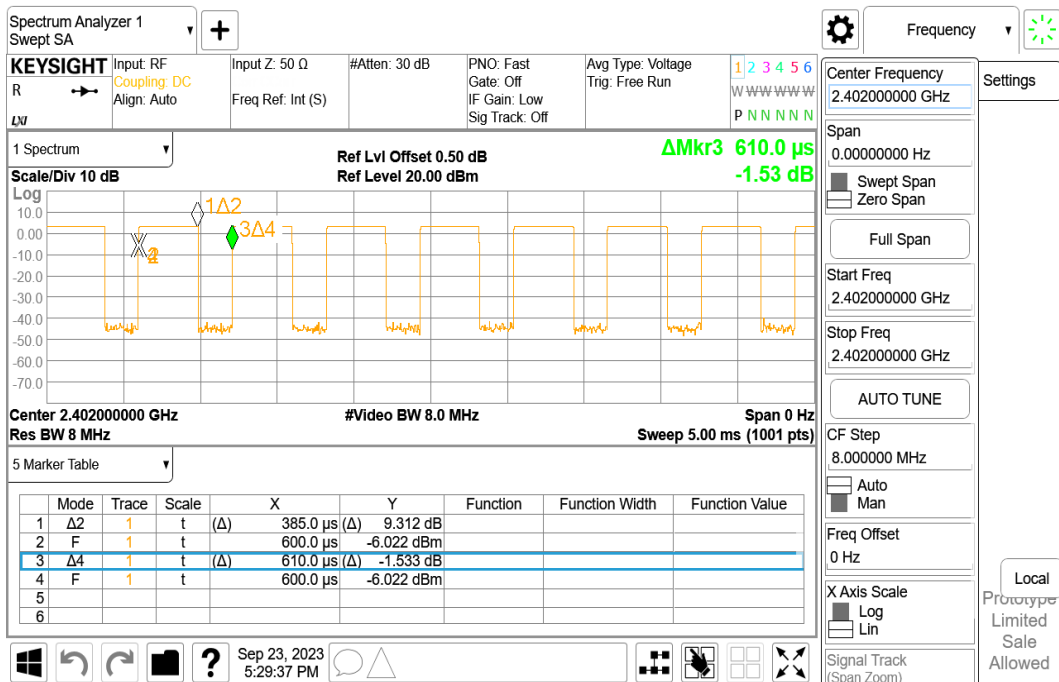 Spectrum Analyzer 1
Swept SA
Frequency
KEYSIGHT
R
LXI
Input: RF
Coupling: DC
Align: Auto
Input Z: 50 Ω
Freq Ref: Int (S)
#Atten: 30 dB
PNO: Fast
Gate: Off
IF Gain: Low
Sig Track: Off
Avg Type: Voltage
Trig: Free Run
1 2 3 4 5 6
W W W W W W
P N N N N N
1 Spectrum
Scale/Div 10 dB
Log
Ref Lvl Offset 0.50 dB
Ref Level 20.00 dBm
ΔMkr3 610.0 µs
-1.53 dB
10.0
0.00
-10.0
-20.0
-30.0
-40.0
-50.0
-60.0
-70.0
1Δ2
3Δ4
Center 2.402000000 GHz
#Video BW 8.0 MHz
Span 0 Hz
Res BW 8 MHz
Sweep 5.00 ms (1001 pts)
5 Marker Table
Mode Trace Scale X Y Function Function Width Function Value
1 Δ2 1 t (Δ) 385.0 µs (Δ) 9.312 dB
2 F 1 t 600.0 µs -6.022 dBm
3 Δ4 1 t (Δ) 610.0 µs (Δ) -1.533 dB
4 F 1 t 600.0 µs -6.022 dBm
5
6
?
Sep 23, 2023
5:29:37 PM
Center Frequency
2.402000000 GHz
Span
0.00000000 Hz
Swept Span
Zero Span
Full Span
Start Freq
2.402000000 GHz
Stop Freq
2.402000000 GHz
AUTO TUNE
CF Step
8.000000 MHz
Auto
Man
Freq Offset
0 Hz
X Axis Scale
Log
Lin
Signal Track
(Span Zoom)
Settings
Local
Prototype
Limited
Sale
Allowed